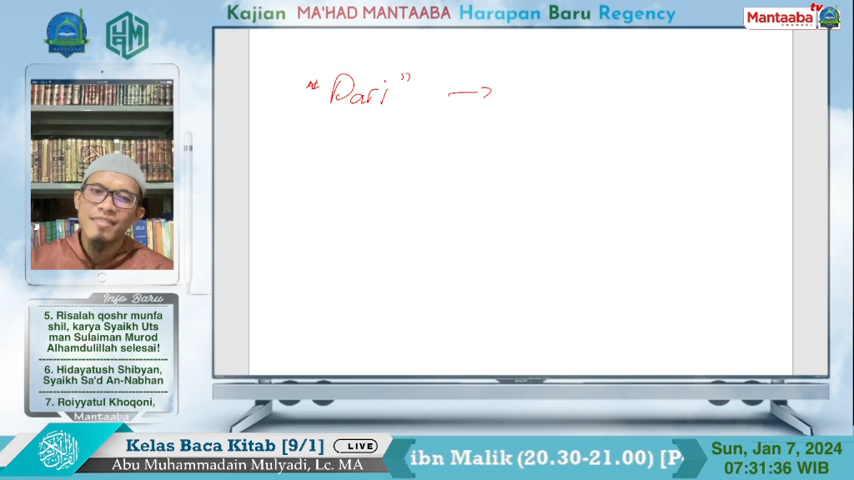 Kajian MA'HAD MANTAABA Harapan Baru Regency
tv
Mantaaba
CHANNEL
"Dari" →
Info Baru
5. Risalah qoshr munfa
shil, karya Syaikh Uts
man Sulaiman Murod
Alhamdulillah selesai!
6. Hidayatush Shibyan,
Syaikh Sa'd An-Nabhan
7. Roiyyatul Khoqoni,
Mantaaba
Kelas Baca Kitab [9/1] LIVE
Abu Muhammadain Mulyadi, Lc. MA
ibn Malik (20.30-21.00) [P
Sun, Jan 7, 2024
07:31:36 WIB